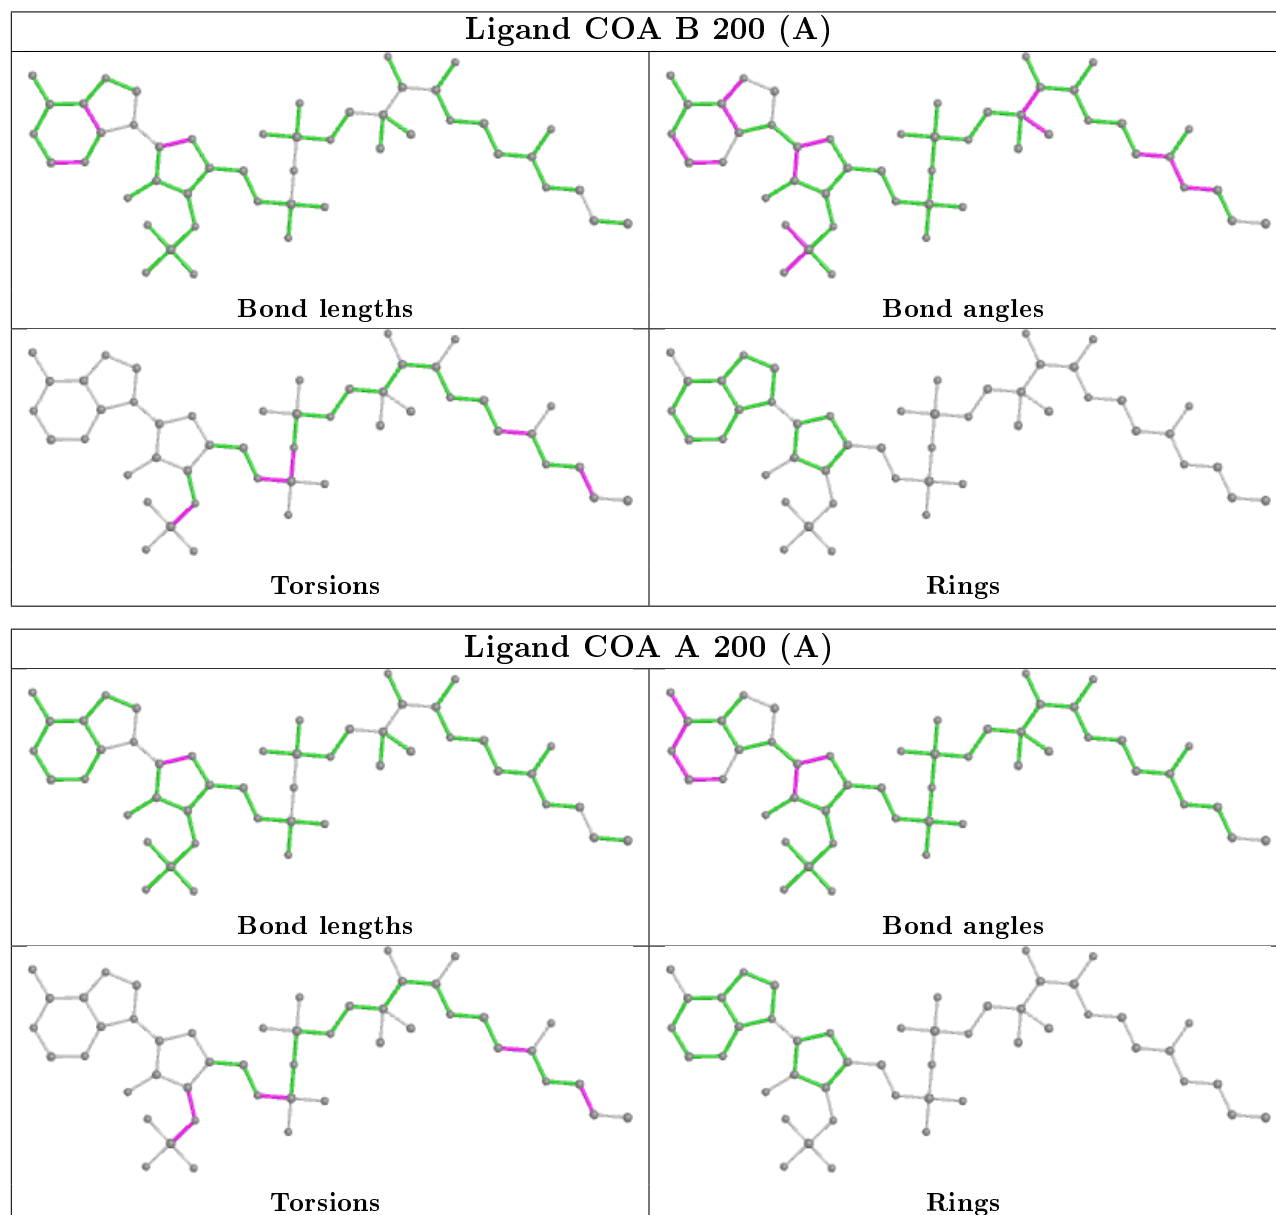 Ligand COA B 200 (A)
Bond lengths
Bond angles
Torsions
Rings
Ligand COA A 200 (A)
Bond lengths
Bond angles
Torsions
Rings